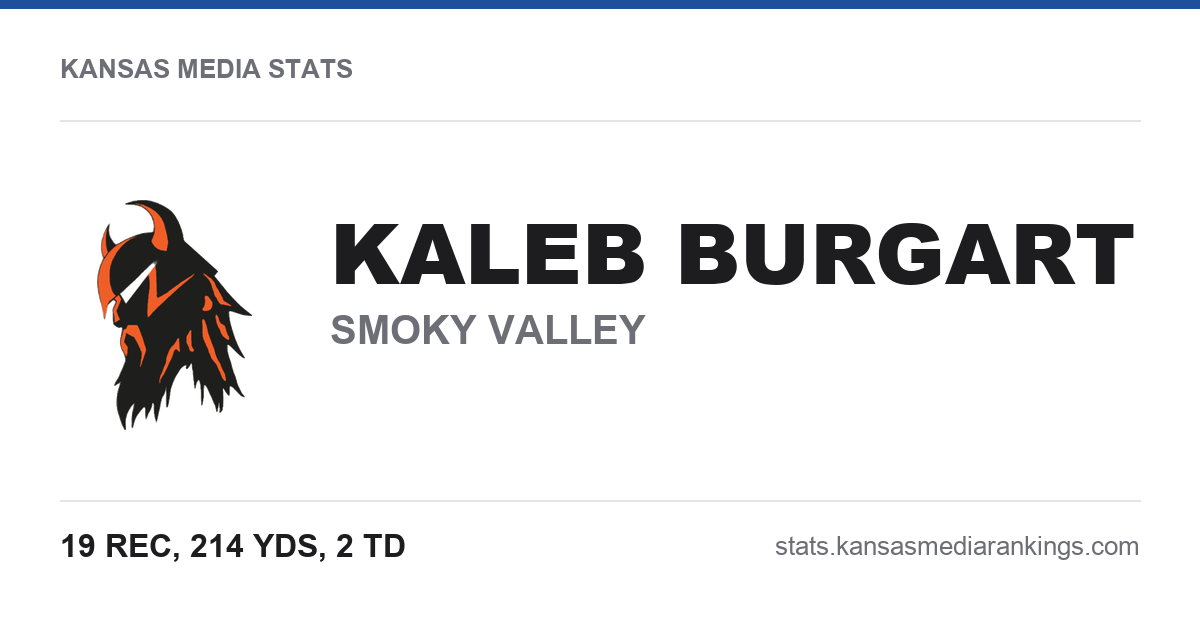 KANSAS MEDIA STATS
KALEB BURGART
SMOKY VALLEY
19 REC, 214 YDS, 2 TD
stats.kansasmediarankings.com